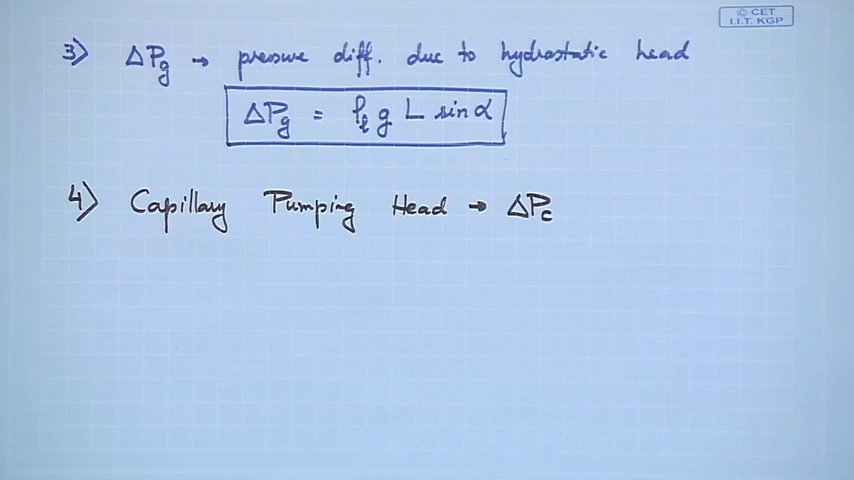 © CET
I.I.T. KGP
3) ΔPg → pressure diff. due to hydrostatic head
ΔPg = ρl g L sin α
4) Capillary Pumping Head → ΔPc